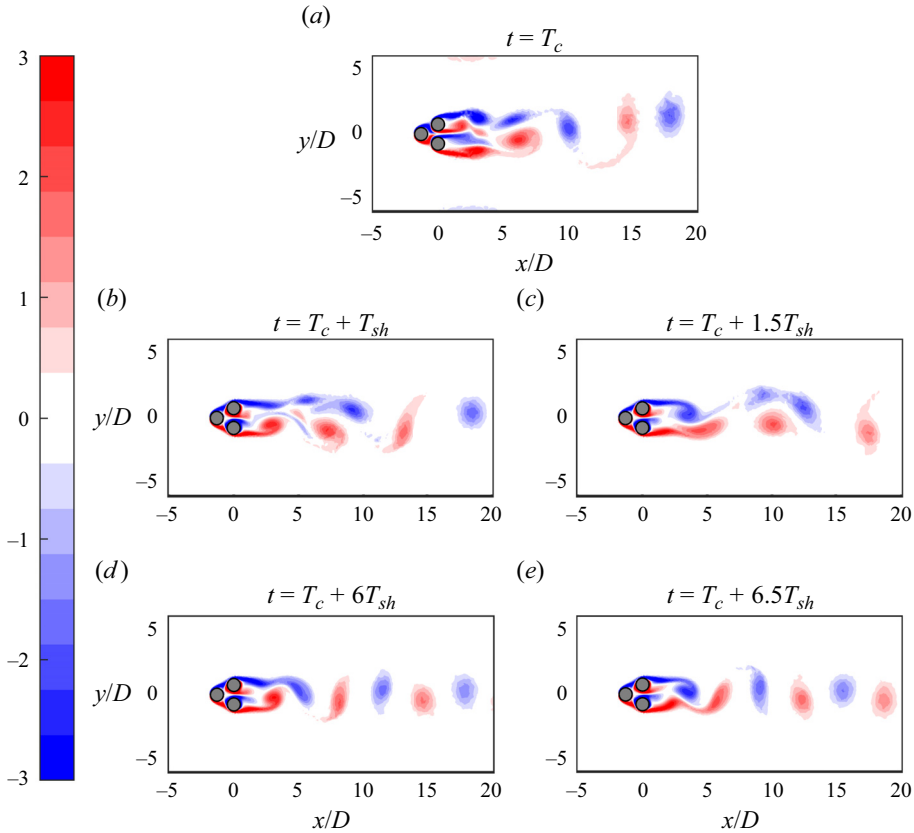 (a)
t = T_c
3
2
1
0
–1
–2
–3
y/D
5
0
–5
–5 0 5 10 15 20
x/D
(b)
t = T_c + T_sh
y/D
5
0
–5
–5 0 5 10 15 20
(c)
t = T_c + 1.5T_sh
5
0
–5
–5 0 5 10 15 20
(d)
t = T_c + 6T_sh
y/D
5
0
–5
–5 0 5 10 15 20
x/D
(e)
t = T_c + 6.5T_sh
5
0
–5
–5 0 5 10 15 20
x/D